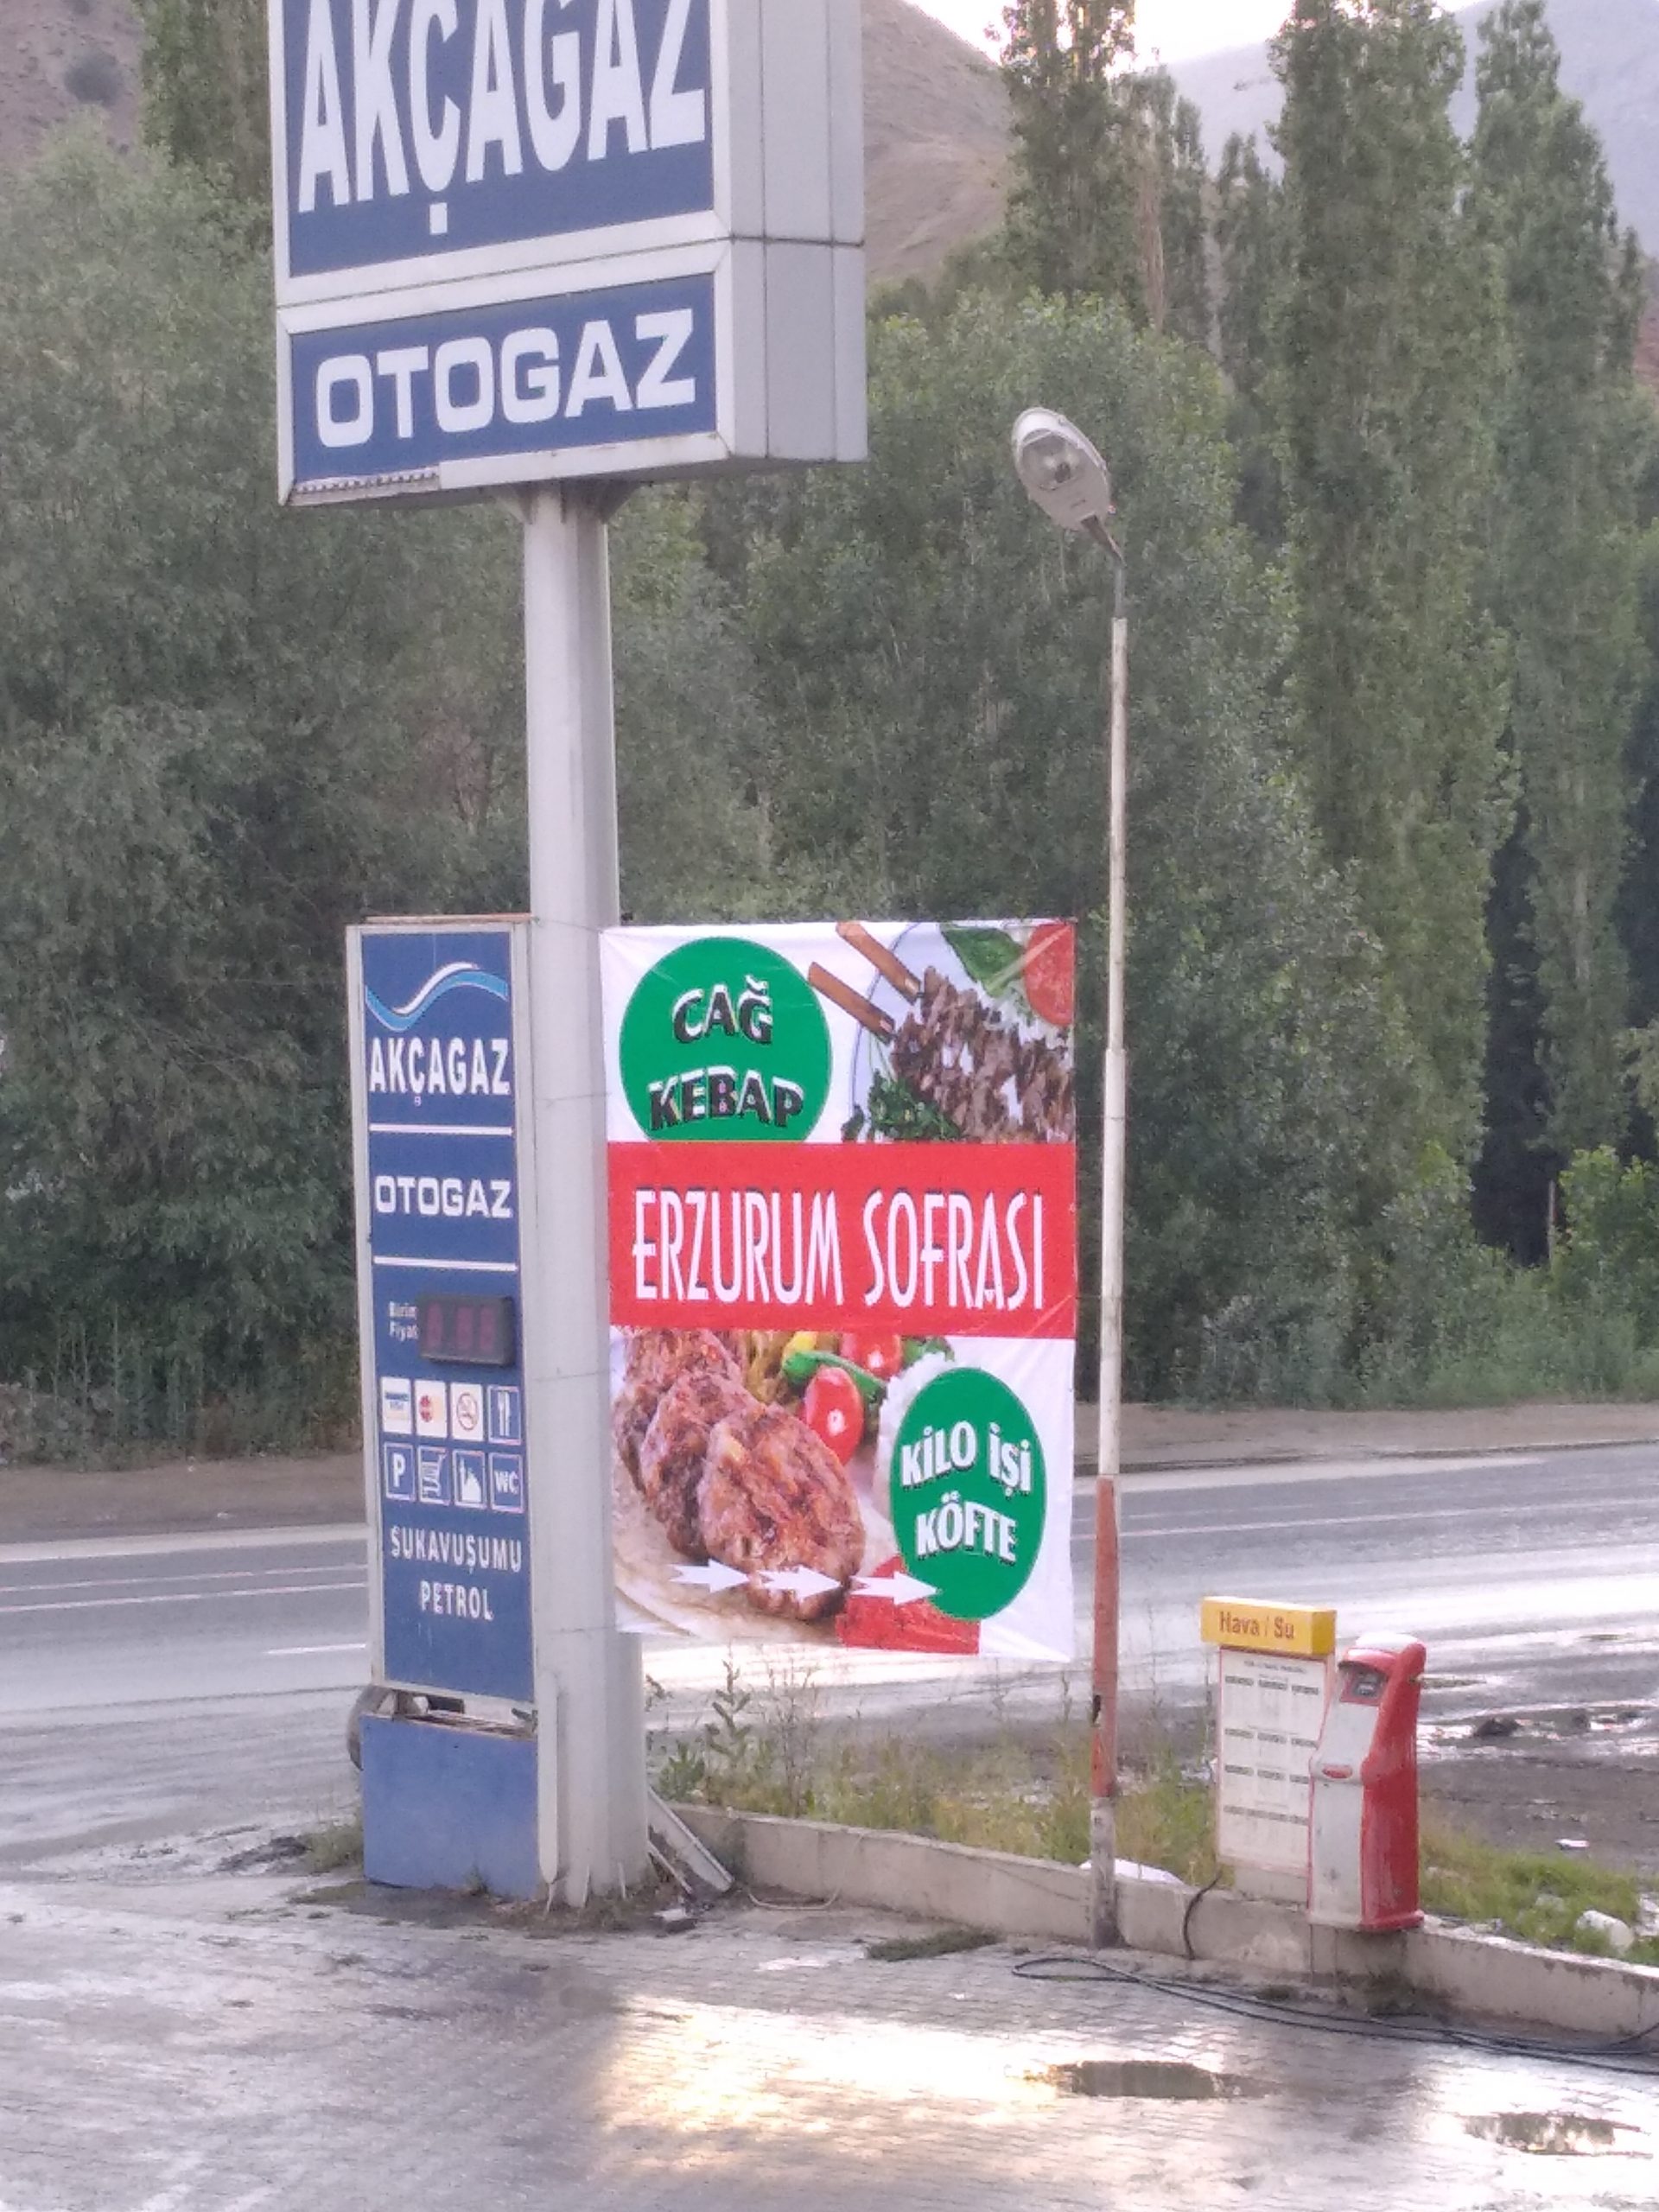 AKÇAGAZ
OTOGAZ
AKÇAGAZ
OTOGAZ
Birim
Fiyat
P
WC
SUKAVUŞUMU
PETROL
CAĞ
KEBAP
ERZURUM SOFRASI
KİLO İŞİ
KÖFTE
Hava / Su